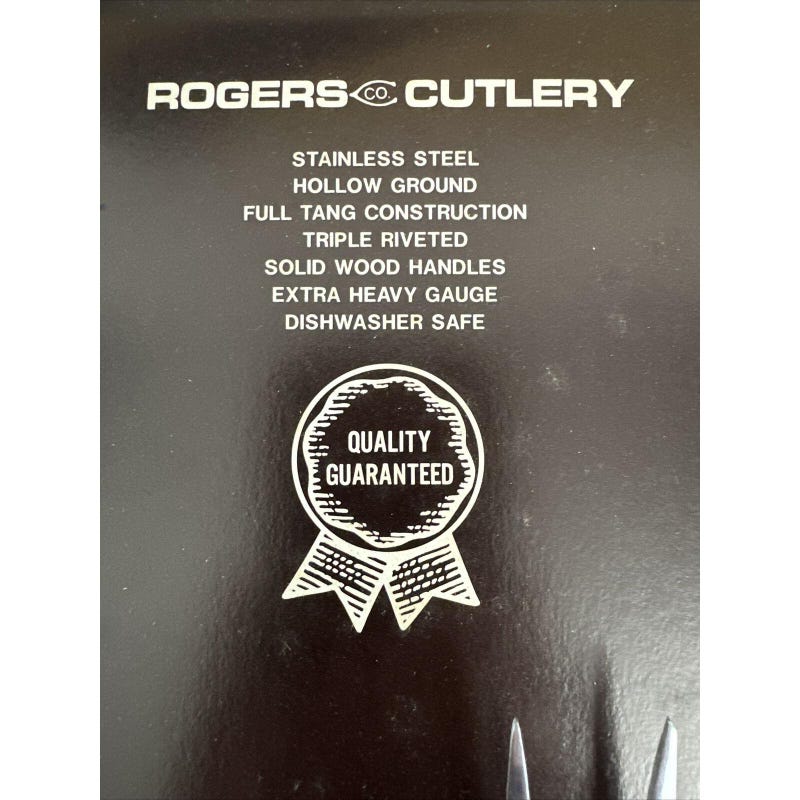 ROGERS CO. CUTLERY
STAINLESS STEEL
HOLLOW GROUND
FULL TANG CONSTRUCTION
TRIPLE RIVETED
SOLID WOOD HANDLES
EXTRA HEAVY GAUGE
DISHWASHER SAFE
QUALITY
GUARANTEED